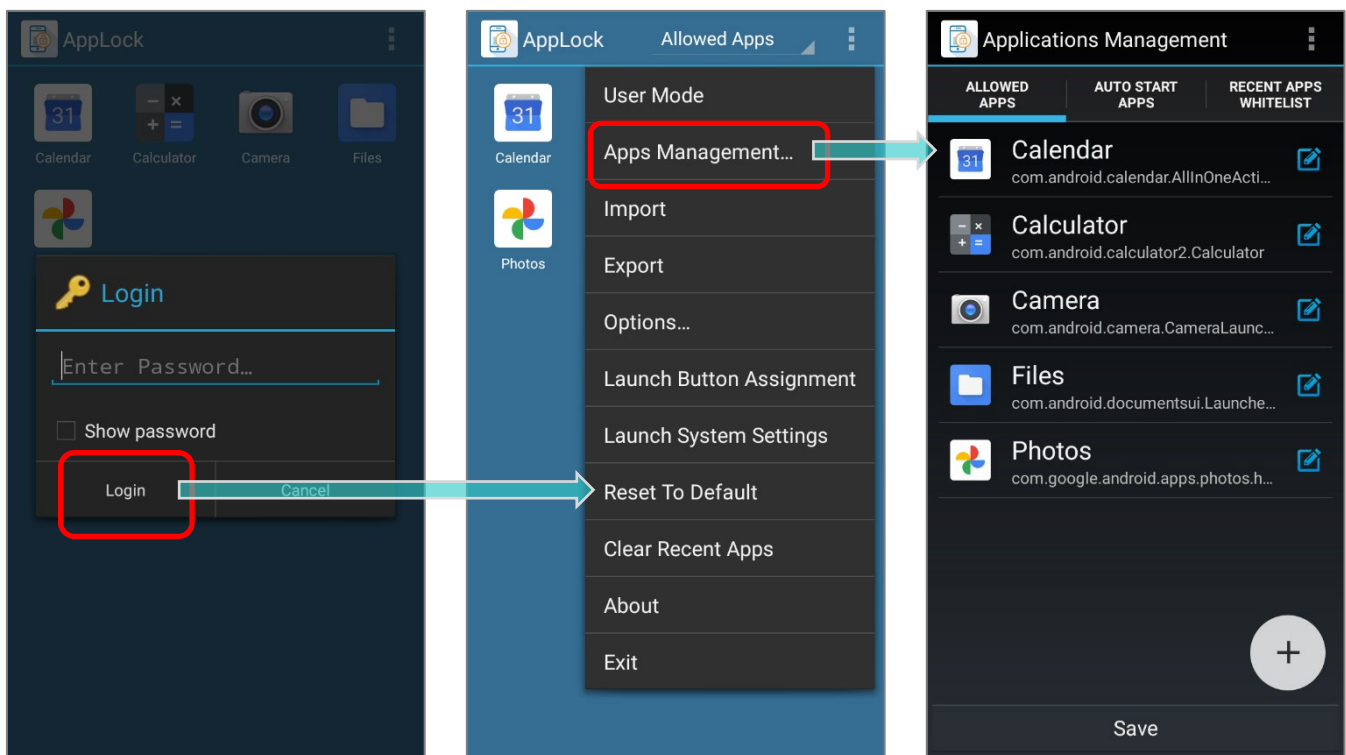 AppLock
31
Calendar
Calculator
Camera
Files
Login
Enter Password…
Show password
Login
Cancel
AppLock
Allowed Apps
31
Calendar
Photos
User Mode
Apps Management…
Import
Export
Options…
Launch Button Assignment
Launch System Settings
Reset To Default
Clear Recent Apps
About
Exit
Applications Management
ALLOWED
APPS
AUTO START
APPS
RECENT APPS
WHITELIST
31
Calendar
com.android.calendar.AllInOneActi…
Calculator
com.android.calculator2.Calculator
Camera
com.android.camera.CameraLaunc…
Files
com.android.documentsui.Launche…
Photos
com.google.android.apps.photos.h…
+
Save